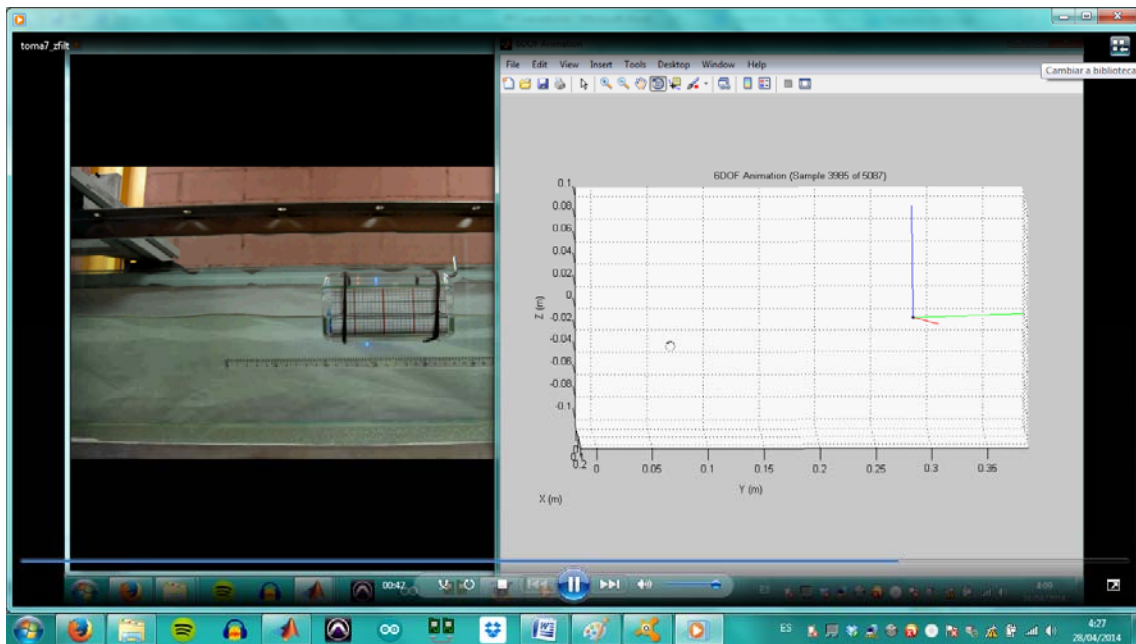 toma7_zfilt
6DOF Animation
File Edit View Insert Tools Desktop Window Help
Cambiar a biblioteca
6DOF Animation (Sample 3985 of 5087)
0.1
0.08
0.06
0.04
0.02
0
-0.02
-0.04
-0.06
-0.08
-0.1
Z (m)
0.2 0 0.05 0.1 0.15 0.2 0.25 0.3 0.35
X (m)
Y (m)
00:42
ES
ES
4:27
28/04/2014